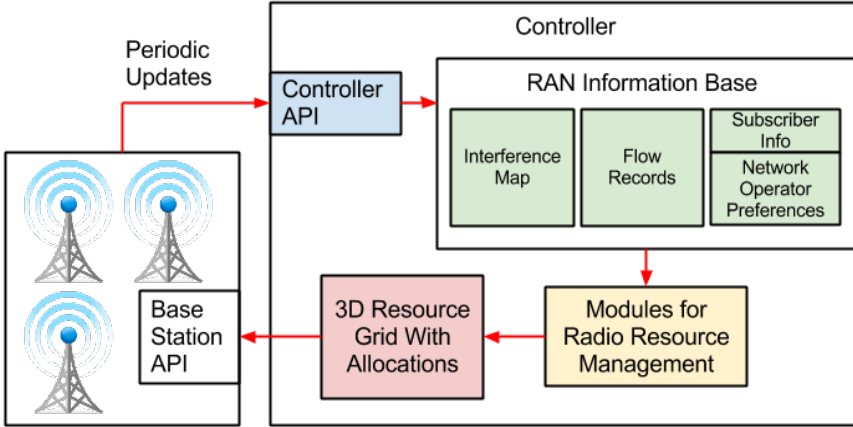 Controller
Periodic
Updates
Controller
API
RAN Information Base
Interference
Map
Flow
Records
Subscriber
Info
Network
Operator
Preferences
Base
Station
API
3D Resource
Grid With
Allocations
Modules for
Radio Resource
Management